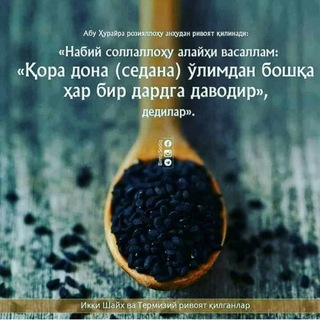 Абу Ҳурайра розияллоҳу анҳудан ривоят қилинади:
«Набий соллаллоҳу алайҳи васаллам:
«Қора дона (седана) ўлимдан бошқа
ҳар бир дардга даводир»,
дедилар».
Икки Шайх ва Термизий ривоят қилганлар